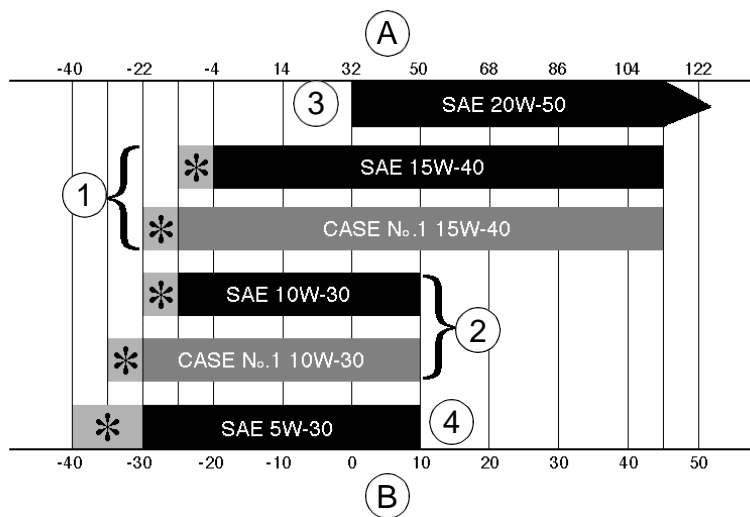 A
-40 -22 -4 14 32 50 68 86 104 122
3 SAE 20W-50
* SAE 15W-40
1
* CASE No.1 15W-40
* SAE 10W-30
2
* CASE No.1 10W-30
* SAE 5W-30 4
-40 -30 -20 -10 0 10 20 30 40 50
B